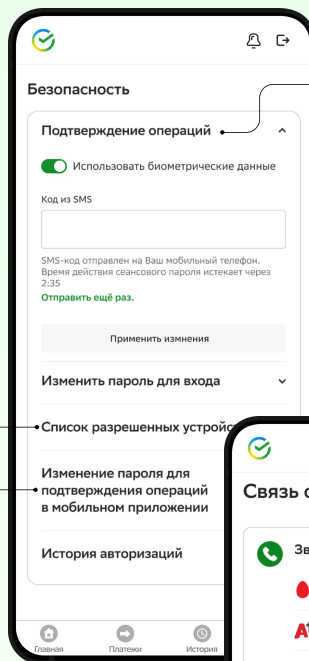 Безопасность
Подтверждение операций
Использовать биометрические данные
Код из SMS
SMS-код отправлен на Ваш мобильный телефон.
Время действия сеансового пароля истекает через
2:35
Отправить ещё раз.
Применить измнения
Изменить пароль для входа
Список разрешенных устройс
Изменение пароля для
подтверждения операций
в мобильном приложении
История авторизаций
Главная
Платежи
История
Связь с
Зв